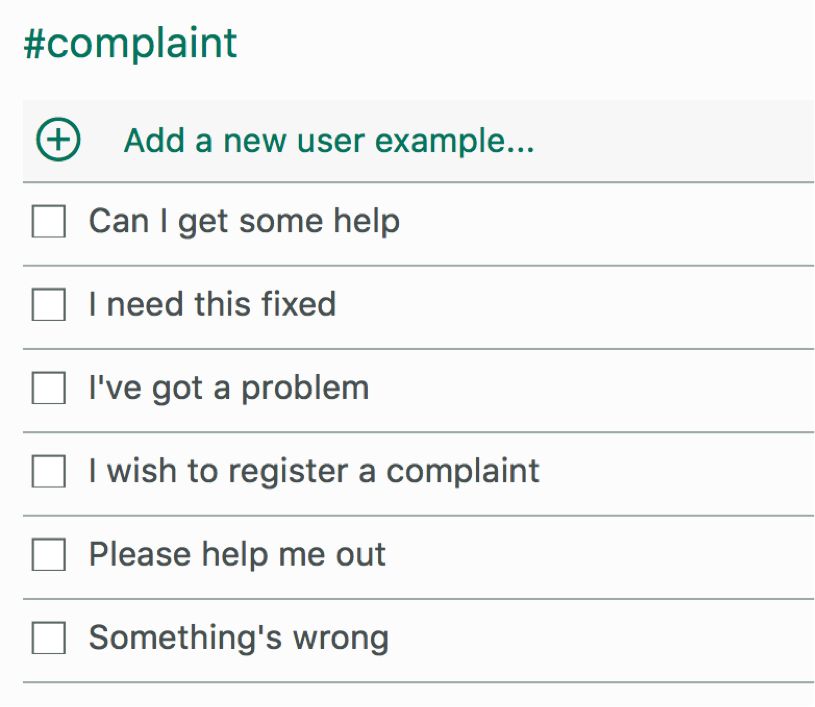 #complaint
Add a new user example...
Can I get some help
I need this fixed
I've got a problem
I wish to register a complaint
Please help me out
Something's wrong